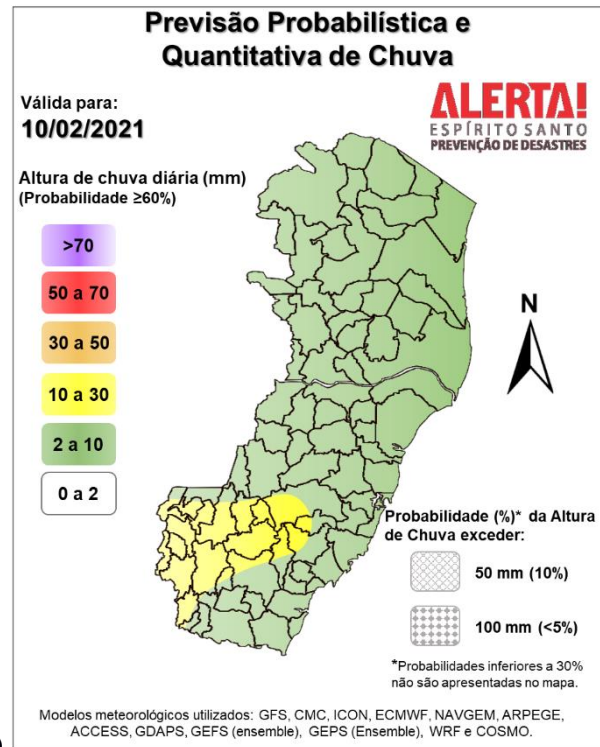 Previsão Probabilística e
Quantitativa de Chuva
Válida para:
10/02/2021
ALERTA!
ESPÍRITO SANTO
PREVENÇÃO DE DESASTRES
Altura de chuva diária (mm)
(Probabilidade ≥60%)
>70
50 a 70
30 a 50
10 a 30
2 a 10
0 a 2
N
Probabilidade (%)* da Altura
de Chuva exceder:
50 mm (10%)
100 mm (<5%)
*Probabilidades inferiores a 30%
não são apresentadas no mapa.
Modelos meteorológicos utilizados: GFS, CMC, ICON, ECMWF, NAVGEM, ARPEGE,
ACCESS, GDAPS, GEFS (ensemble), GEPS (Ensemble), WRF e COSMO.